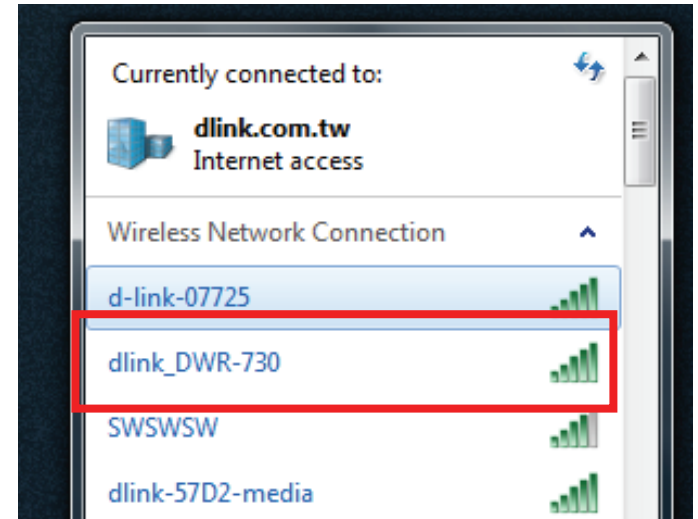 Currently connected to:
dlink.com.tw
Internet access
Wireless Network Connection
d-link-07725
dlink_DWR-730
SWSWSW
dlink-57D2-media